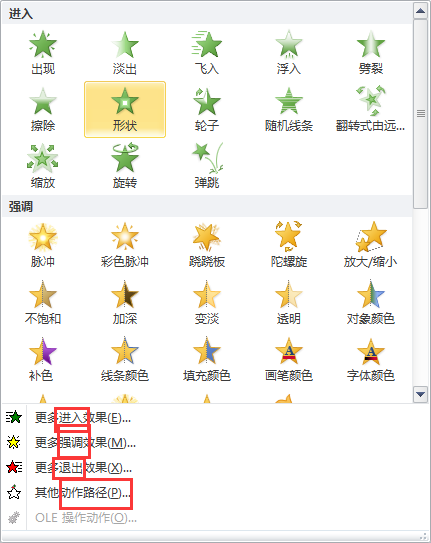 进入
出现 淡出 飞入 浮入 劈裂
擦除 形状 轮子 随机线条 翻转式由远...
缩放 旋转 弹跳
强调
脉冲 彩色脉冲 跷跷板 陀螺旋 放大/缩小
不饱和 加深 变淡 透明 对象颜色
补色 线条颜色 填充颜色 画笔颜色 字体颜色
更多进入效果(E)...
更多强调效果(M)...
更多退出效果(X)...
其他动作路径(P)...
OLE 操作动作(O)...